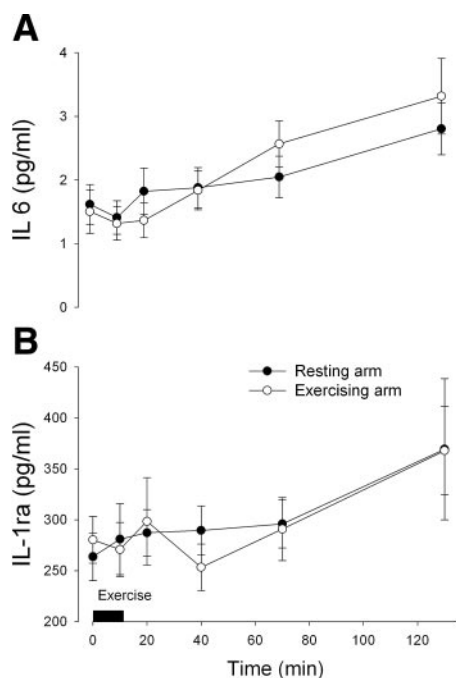 A
4
3
2
1
0
IL 6 (pg/ml)
B
450
400
350
300
250
200
IL-1ra (pg/ml)
Resting arm
Exercising arm
Exercise
0 20 40 60 80 100 120
Time (min)